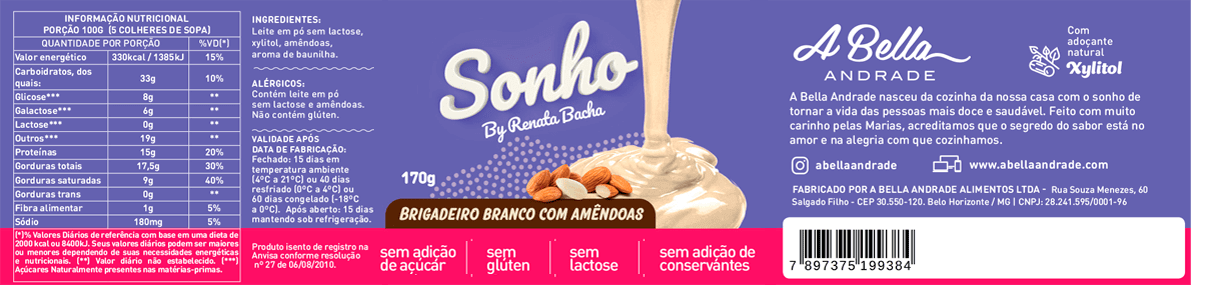 INFORMAÇÃO NUTRICIONAL
PORÇÃO 100G (5 COLHERES DE SOPA)
QUANTIDADE POR PORÇÃO %VD(*)
Valor energético 330kcal / 1385kJ 15%
Carboidratos, dos quais: 33g 10%
Glicose*** 8g **
Galactose*** 6g **
Lactose*** 0g **
Outros*** 19g **
Proteínas 15g 20%
Gorduras totais 17,5g 30%
Gorduras saturadas 9g 40%
Gorduras trans 0g **
Fibra alimentar 1g 5%
Sódio 180mg 5%
(*)% Valores Diários de referência com base em uma dieta de
2000 kcal ou 8400kJ. Seus valores diários podem ser maiores
ou menores dependendo de suas necessidades energéticas
e nutricionais. (**) Valor diário não estabelecido. (***)
Açúcares Naturalmente presentes nas matérias-primas.
INGREDIENTES:
Leite em pó sem lactose,
xylitol, amêndoas,
aroma de baunilha.
ALÉRGICOS:
Contém leite em pó
sem lactose e amêndoas.
Não contém glúten.
VALIDADE APÓS
DATA DE FABRICAÇÃO:
Fechado: 15 dias em
temperatura ambiente
(4ºC a 21ºC) ou 40 dias
resfriado (0ºC a 4ºC) ou
60 dias congelado (-18ºC
a 0ºC). Após aberto: 15 dias
mantendo sob refrigeração.
Produto isento de registro na
Anvisa conforme resolução
nº 27 de 06/08/2010.
Sonho
By Renata Bacha
170g
BRIGADEIRO BRANCO COM AMÊNDOAS
sem adição
de açúcar
sem
glúten
sem
lactose
sem adição de
conservantes
A Bella
ANDRADE
Com
adoçante
natural
Xylitol
A Bella Andrade nasceu da cozinha da nossa casa com o sonho de
tornar a vida das pessoas mais doce e saudável. Feito com muito
carinho pelas Marias, acreditamos que o segredo do sabor está no
amor e na alegria com que cozinhamos.
abellaandrade
www.abellaandrade.com
FABRICADO POR A BELLA ANDRADE ALIMENTOS LTDA - Rua Souza Menezes, 60
Salgado Filho - CEP 30.550-120. Belo Horizonte / MG | CNPJ: 28.241.595/0001-96
7 897375 199384